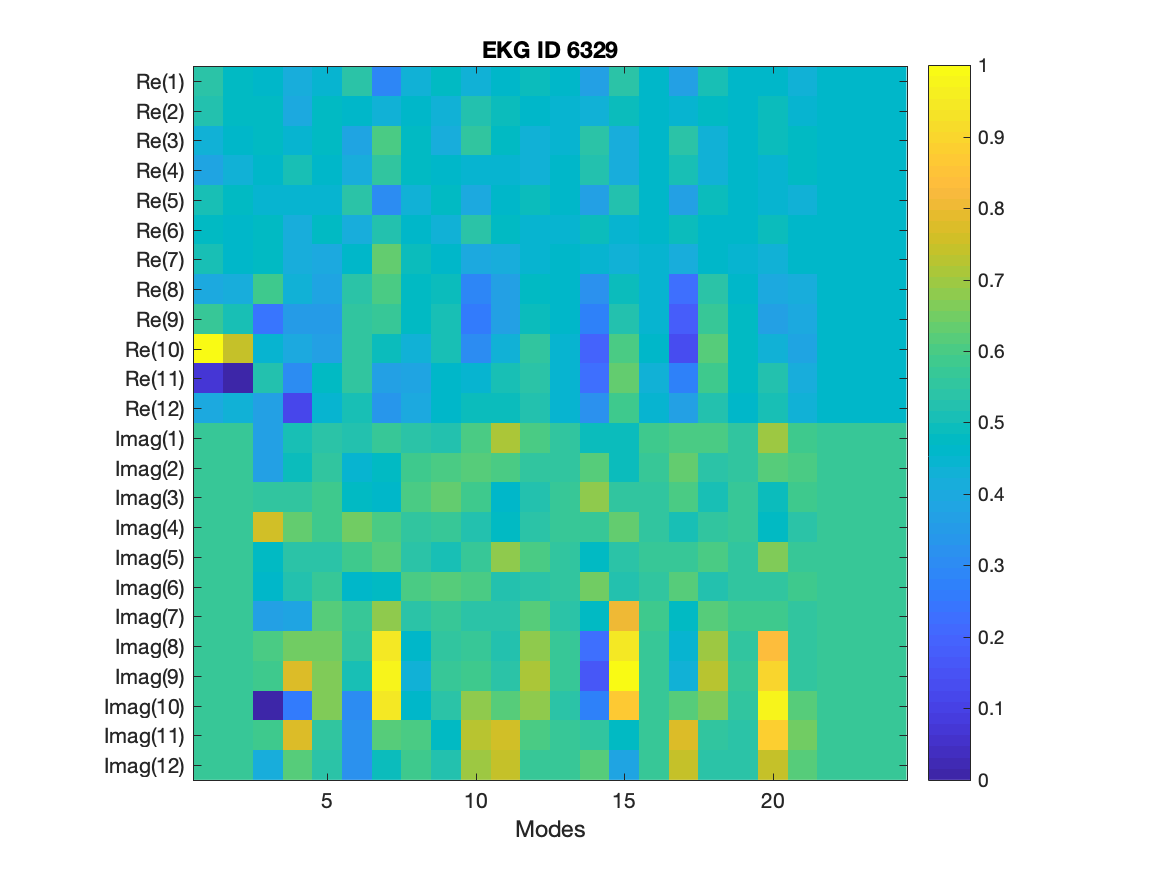 EKG ID 6329
Re(1)
Re(2)
Re(3)
Re(4)
Re(5)
Re(6)
Re(7)
Re(8)
Re(9)
Re(10)
Re(11)
Re(12)
Imag(1)
Imag(2)
Imag(3)
Imag(4)
Imag(5)
Imag(6)
Imag(7)
Imag(8)
Imag(9)
Imag(10)
Imag(11)
Imag(12)
5 10 15 20
Modes
1
0.9
0.8
0.7
0.6
0.5
0.4
0.3
0.2
0.1
0